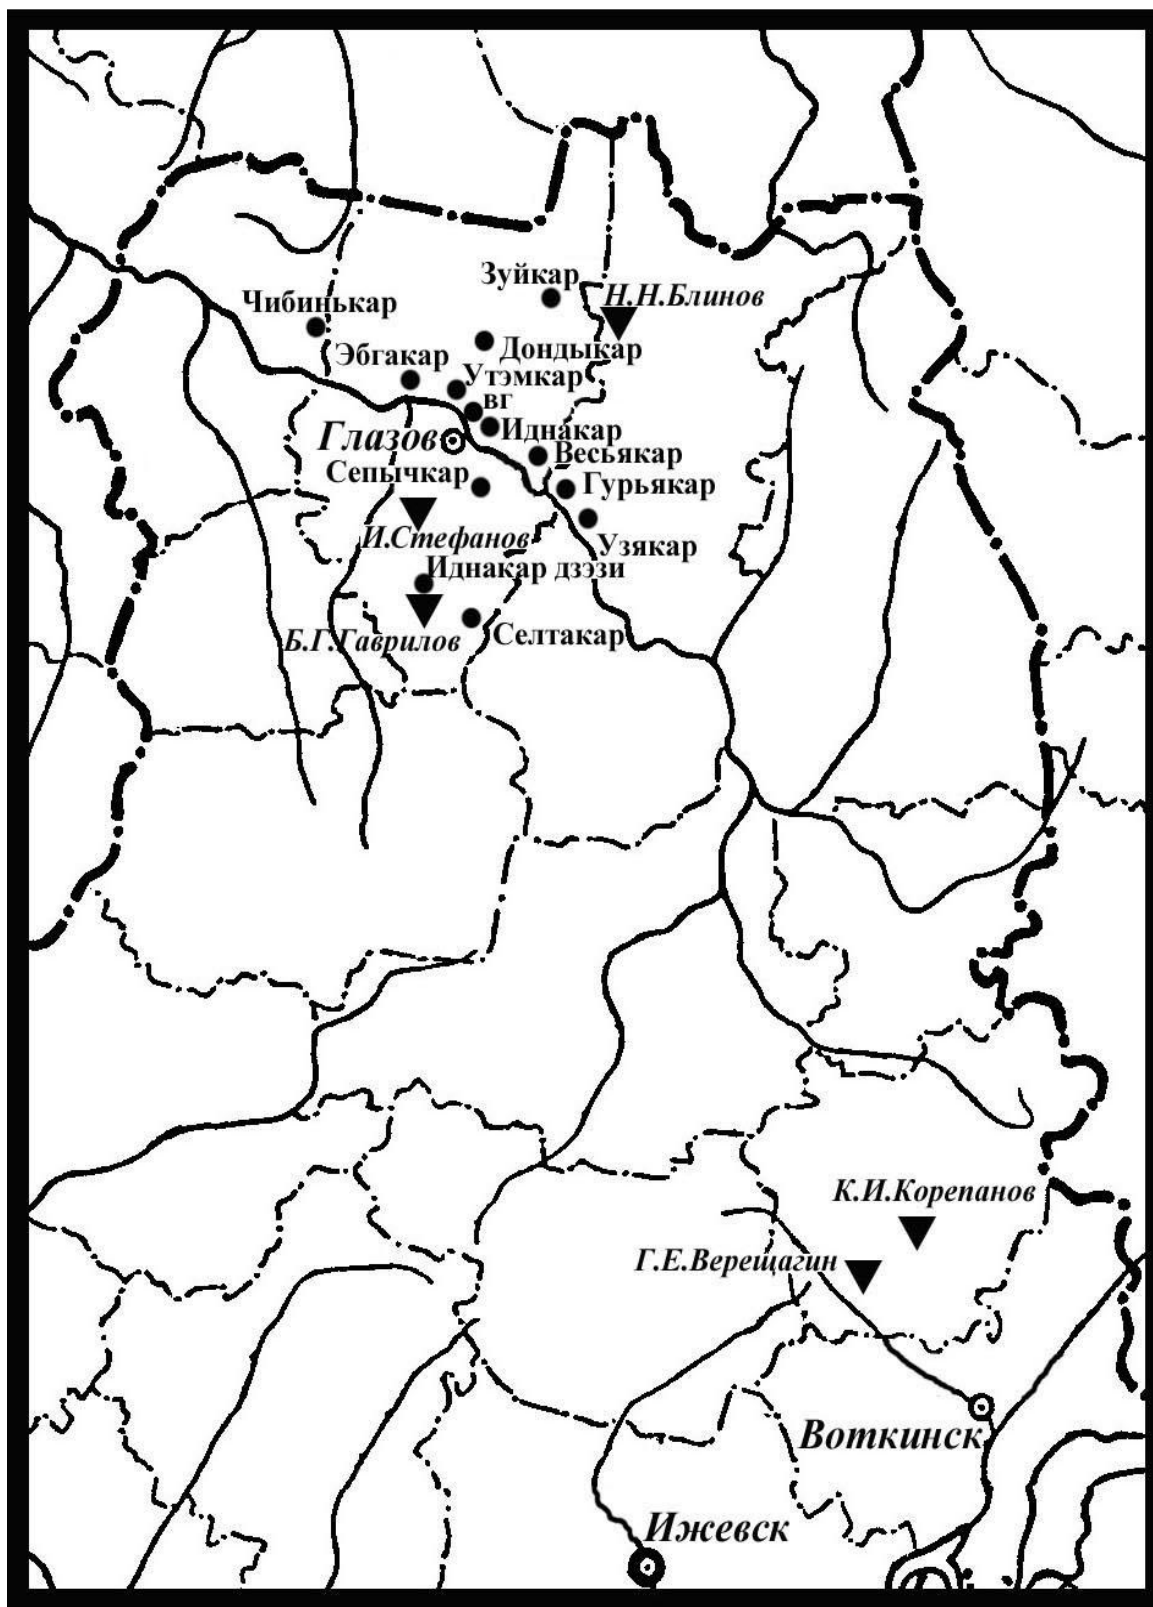 Зуйкар
Н.Н.Блинов
Чибинькар
Дондыкар
Эбгакар
Утэмкар
вг
Иднакар
Глазов
Весьякар
Сепычкар
Гурьякар
И.Стефанов
Узякар
Иднакар дзэзи
Б.Г.Гаврилов
Селтакар
К.И.Корепанов
Г.Е.Верещагин
Воткинск
Ижевск